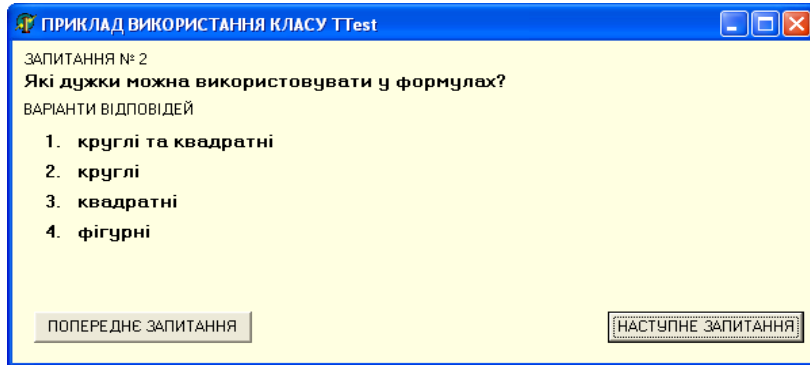 ПРИКЛАД ВИКОРИСТАННЯ КЛАСУ TTest
ЗАПИТАННЯ № 2
Які дужки можна використовувати у формулах?
ВАРІАНТИ ВІДПОВІДЕЙ
1. круглі та квадратні
2. круглі
3. квадратні
4. фігурні
ПОПЕРЕДНЄ ЗАПИТАННЯ
НАСТУПНЕ ЗАПИТАННЯ